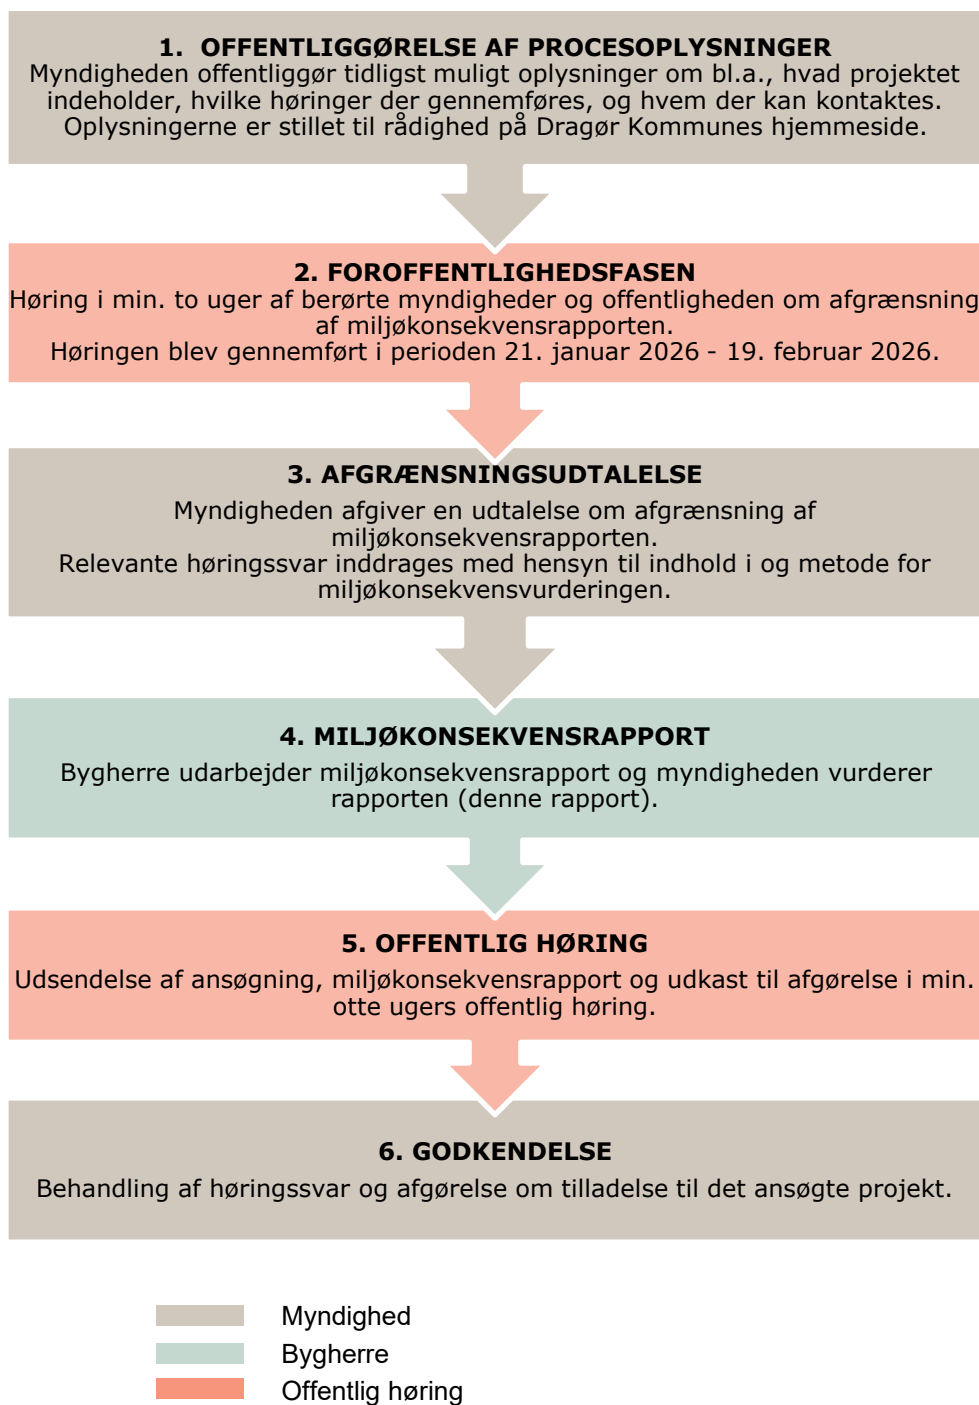 1. OFFENTLIGGØRELSE AF PROCESOPLYSNINGER
Myndigheden offentliggør tidligst muligt oplysninger om bl.a., hvad projektet
indeholder, hvilke høringer der gennemføres, og hvem der kan kontaktes.
Oplysningerne er stillet til rådighed på Dragør Kommunes hjemmeside.
2. FOROFFENTLIGHEDSFASEN
Høring i min. to uger af berørte myndigheder og offentligheden om afgrænsning
af miljøkonsekvensrapporten.
Høringen blev gennemført i perioden 21. januar 2026 - 19. februar 2026.
3. AFGRÆNSNINGSUDTALELSE
Myndigheden afgiver en udtalelse om afgrænsning af
miljøkonsekvensrapporten.
Relevante høringssvar inddrages med hensyn til indhold i og metode for
miljøkonsekvensvurderingen.
4. MILJØKONSEKVENSRAPPORT
Bygherre udarbejder miljøkonsekvensrapport og myndigheden vurderer
rapporten (denne rapport).
5. OFFENTLIG HØRING
Udsendelse af ansøgning, miljøkonsekvensrapport og udkast til afgørelse i min.
otte ugers offentlig høring.
6. GODKENDELSE
Behandling af høringssvar og afgørelse om tilladelse til det ansøgte projekt.
Myndighed
Bygherre
Offentlig høring